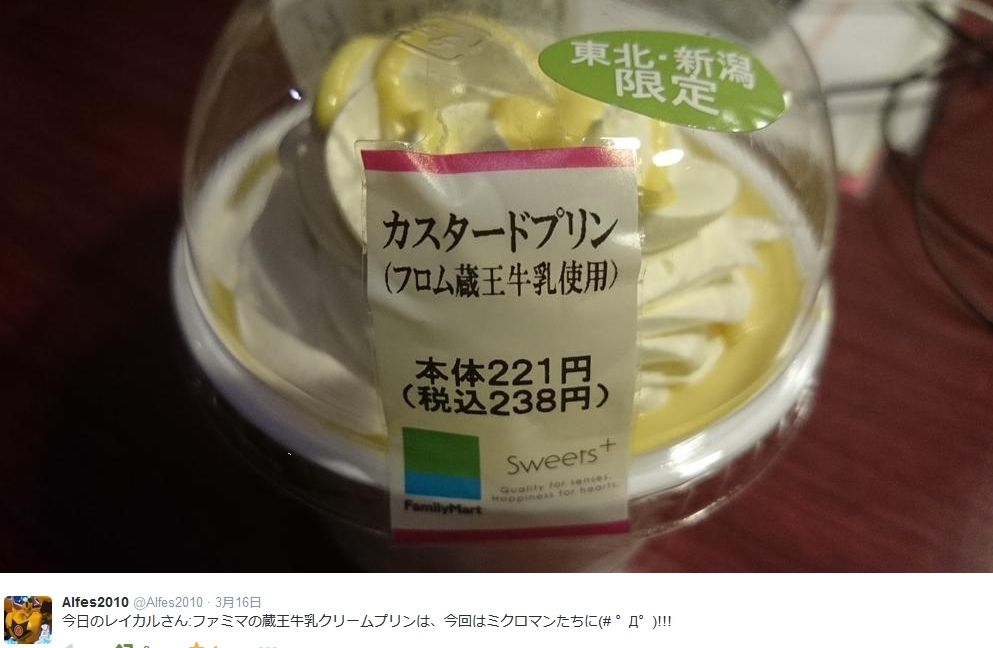 東北・新潟
限定
カスタードプリン
(フロム蔵王牛乳使用)
本体221円
(税込238円)
Sweets+
Quality for senses.
Happiness for hearts.
FamilyMart
Alfes2010 @Alfes2010 · 3月16日
今日のレイカルさん:ファミマの蔵王牛乳クリームプリンは、今回はミクロマンたちに(# ゜Д゜)!!!